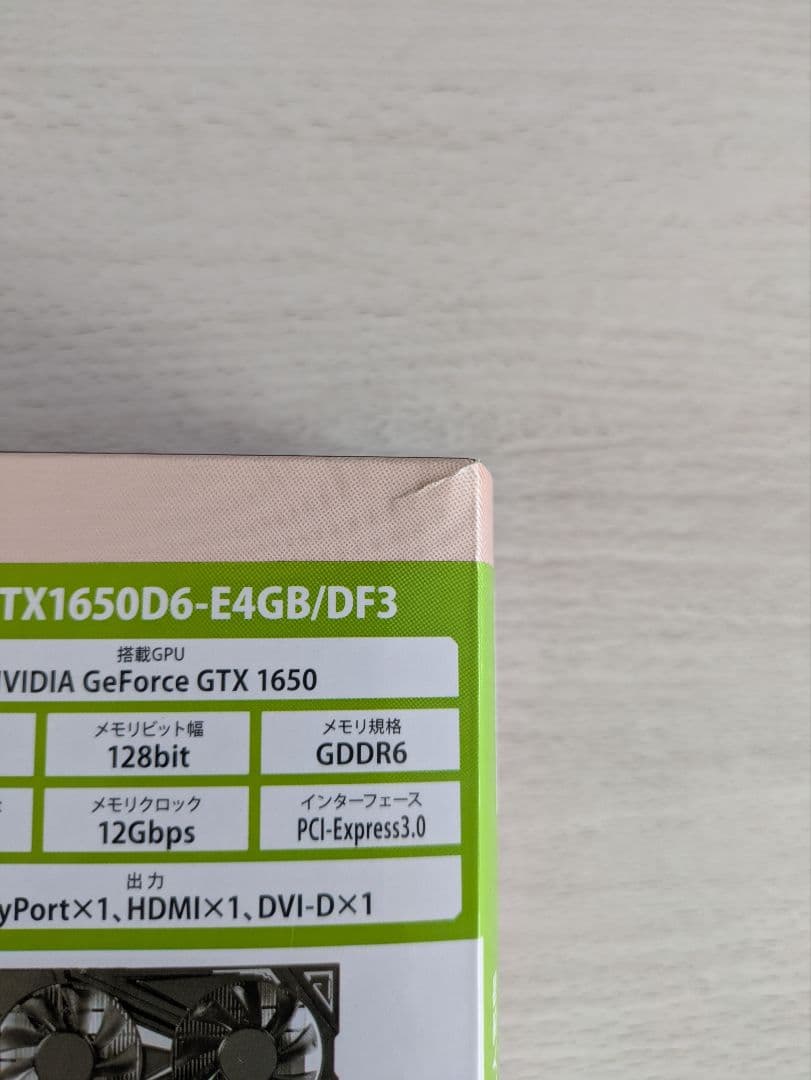 TX1650D6-E4GB/DF3
搭載GPU
VIDIA GeForce GTX 1650
メモリビット幅
メモリ規格
128bit
GDDR6
メモリクロック
インターフェース
12Gbps
PCI-Express3.0
出力
yPort×1、HDMI×1、DVI-D×1